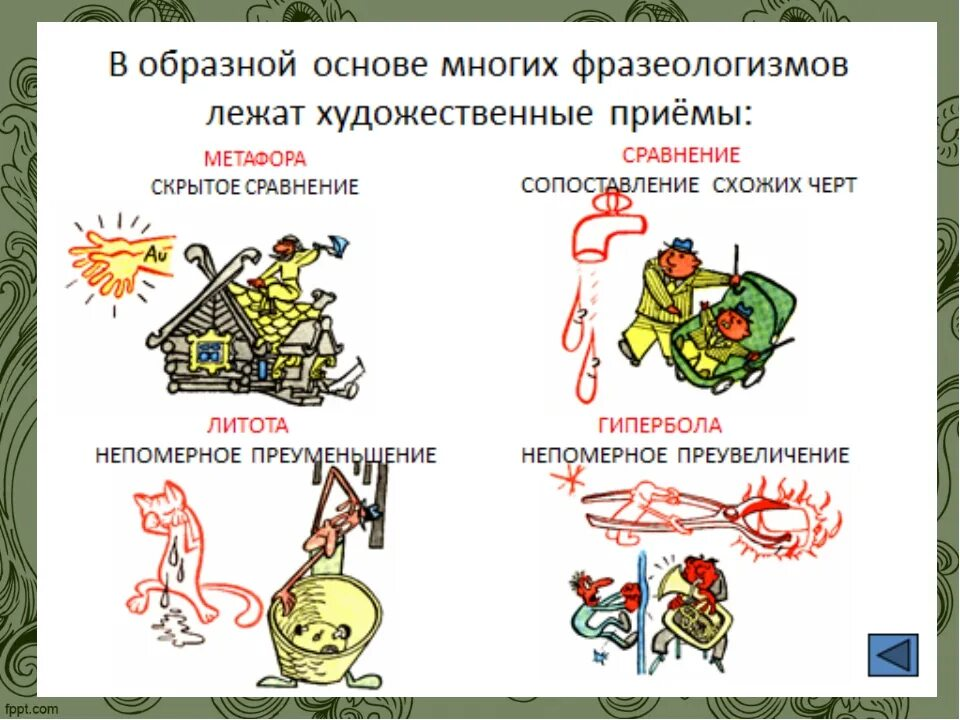 В образной основе многих фразеологизмов
лежат художественные приёмы:
МЕТАФОРА
СКРЫТОЕ СРАВНЕНИЕ
СРАВНЕНИЕ
СОПОСТАВЛЕНИЕ СХОЖИХ ЧЕРТ
Au
ЛИТОТА
НЕПОМЕРНОЕ ПРЕУМЕНЬШЕНИЕ
ГИПЕРБОЛА
НЕПОМЕРНОЕ ПРЕУВЕЛИЧЕНИЕ
fppt.com